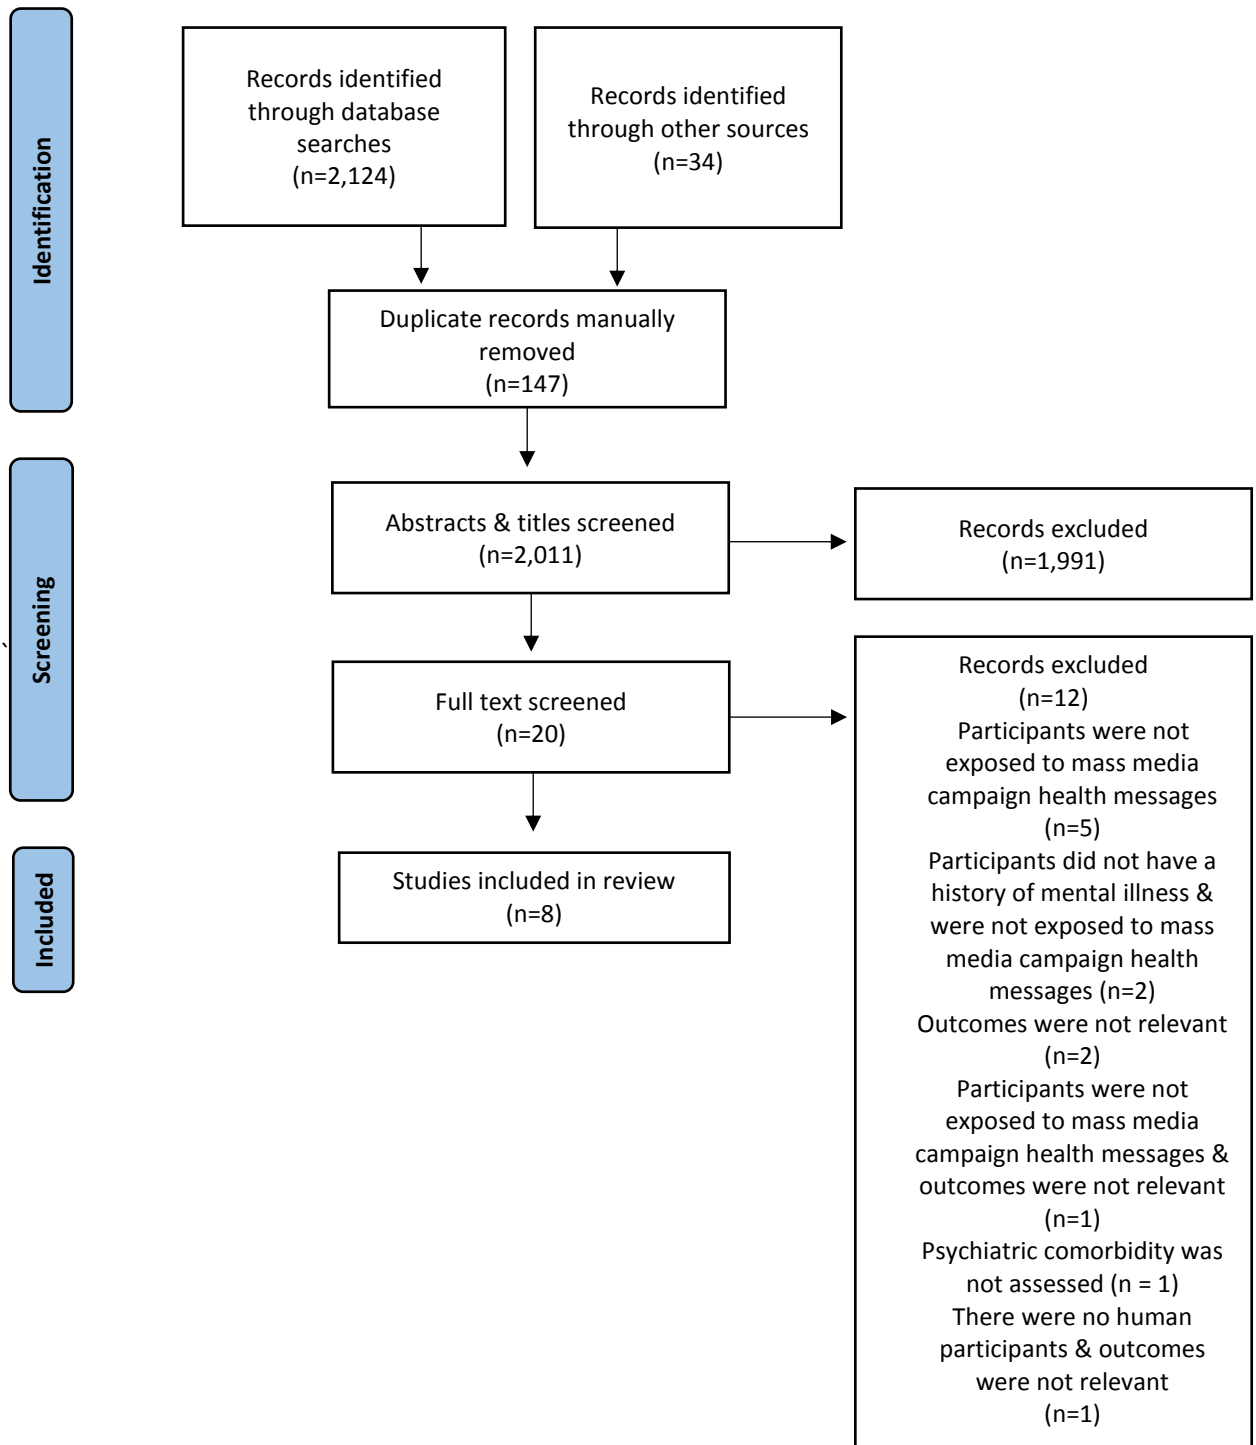 Identification
Records identified
through database
searches
(n=2,124)
Records identified
through other sources
(n=34)
Duplicate records manually
removed
(n=147)
Screening
Abstracts & titles screened
(n=2,011)
Records excluded
(n=1,991)
`
Full text screened
(n=20)
Records excluded
(n=12)
Participants were not
exposed to mass media
campaign health messages
(n=5)
Participants did not have a
history of mental illness &
were not exposed to mass
media campaign health
messages (n=2)
Outcomes were not relevant
(n=2)
Participants were not
exposed to mass media
campaign health messages &
outcomes were not relevant
(n=1)
Psychiatric comorbidity was
not assessed (n = 1)
There were no human
participants & outcomes
were not relevant
(n=1)
Included
Studies included in review
(n=8)